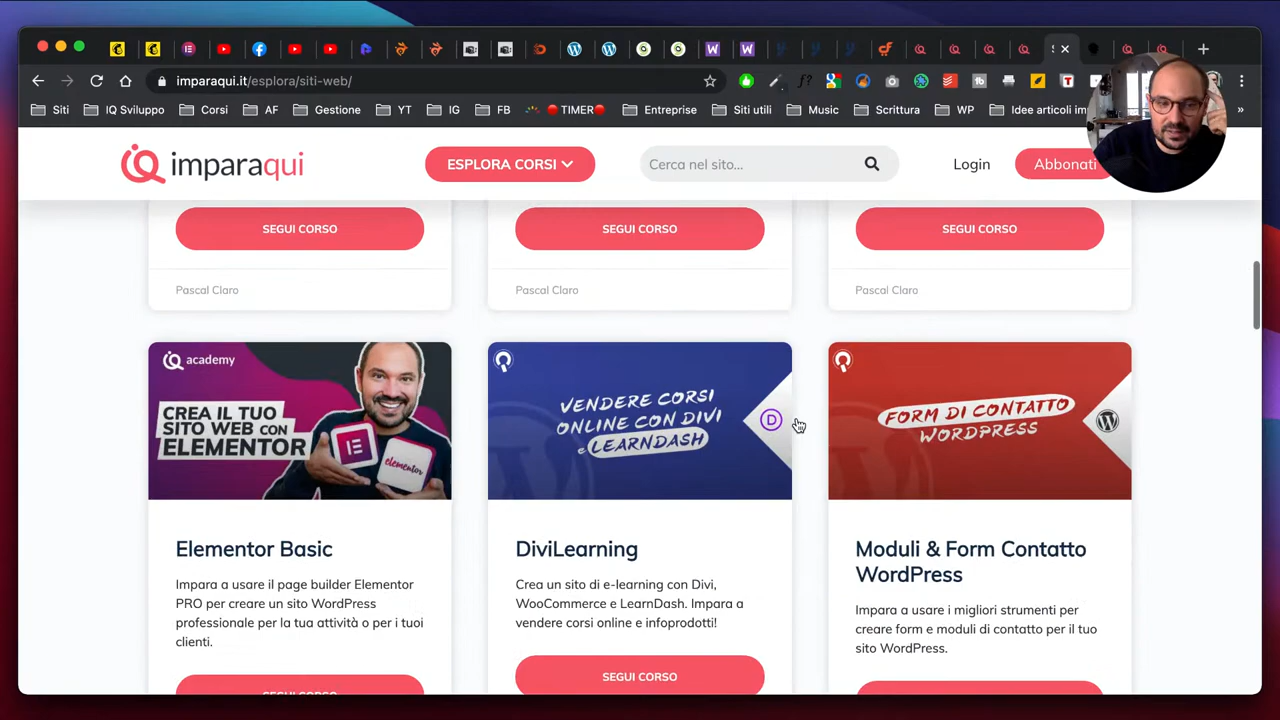 imparaqui.it/esplora/siti-web/
Siti
IQ Sviluppo
Corsi
AF
Gestione
YT
IG
FB
TIMER
Entreprise
Siti utili
Music
Scrittura
WP
Idee articoli im
»
imparaqui
ESPLORA CORSI
Cerca nel sito...
Login
Abbonati
SEGUI CORSO
SEGUI CORSO
SEGUI CORSO
Pascal Claro
Pascal Claro
Pascal Claro
iQ academy
CREA IL TUO
SITO WEB CON
ELEMENTOR
elementor
VENDERE CORSI
ONLINE CON DIVI
e LEARNDASH
D
FORM DI CONTATTO
WORDPRESS
Elementor Basic
Impara a usare il page builder Elementor
PRO per creare un sito WordPress
professionale per la tua attività o per i tuoi
clienti.
SEGUI CORSO
DiviLearning
Crea un sito di e-learning con Divi,
WooCommerce e LearnDash. Impara a
vendere corsi online e infoprodotti!
SEGUI CORSO
Moduli & Form Contatto
WordPress
Impara a usare i migliori strumenti per
creare form e moduli di contatto per il tuo
sito WordPress.